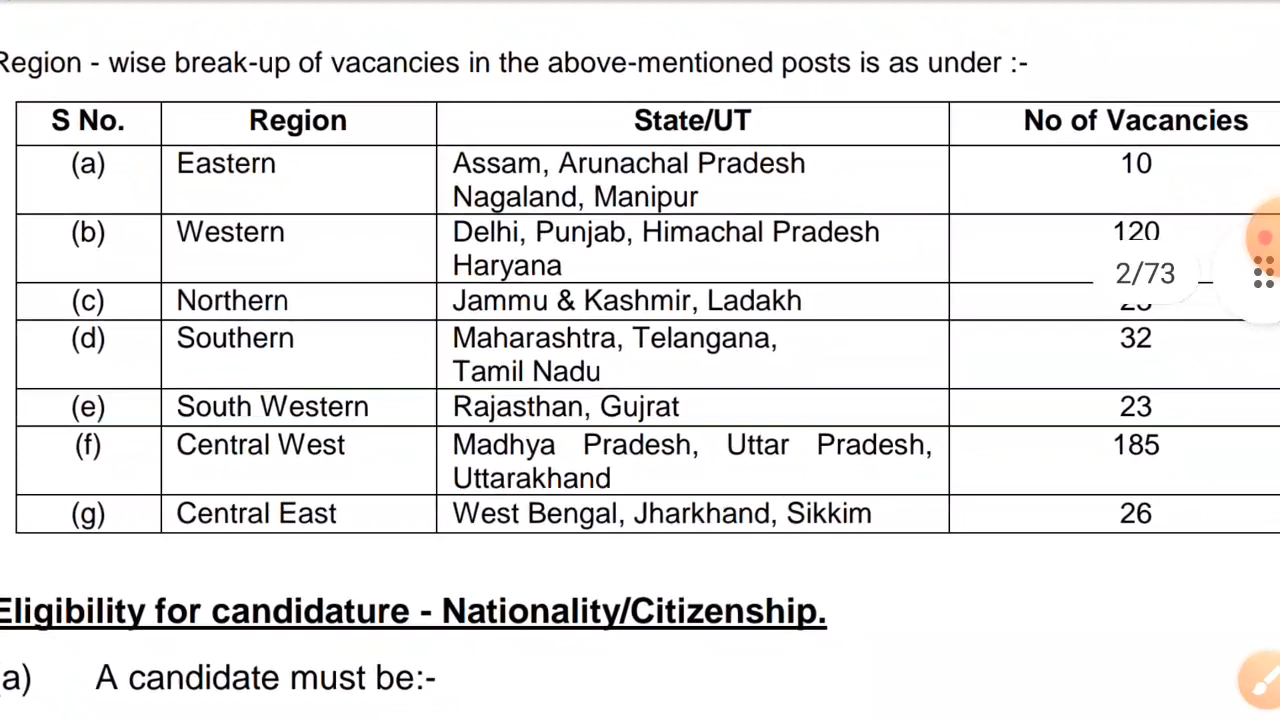 Region - wise break-up of vacancies in the above-mentioned posts is as under :-
S No. Region State/UT No of Vacancies
(a) Eastern Assam, Arunachal Pradesh 10
Nagaland, Manipur
(b) Western Delhi, Punjab, Himachal Pradesh 120
Haryana
2/73
(c) Northern Jammu & Kashmir, Ladakh
(d) Southern Maharashtra, Telangana, 32
Tamil Nadu
(e) South Western Rajasthan, Gujrat 23
(f) Central West Madhya Pradesh, Uttar Pradesh, 185
Uttarakhand
(g) Central East West Bengal, Jharkhand, Sikkim 26
Eligibility for candidature - Nationality/Citizenship.
a) A candidate must be:-